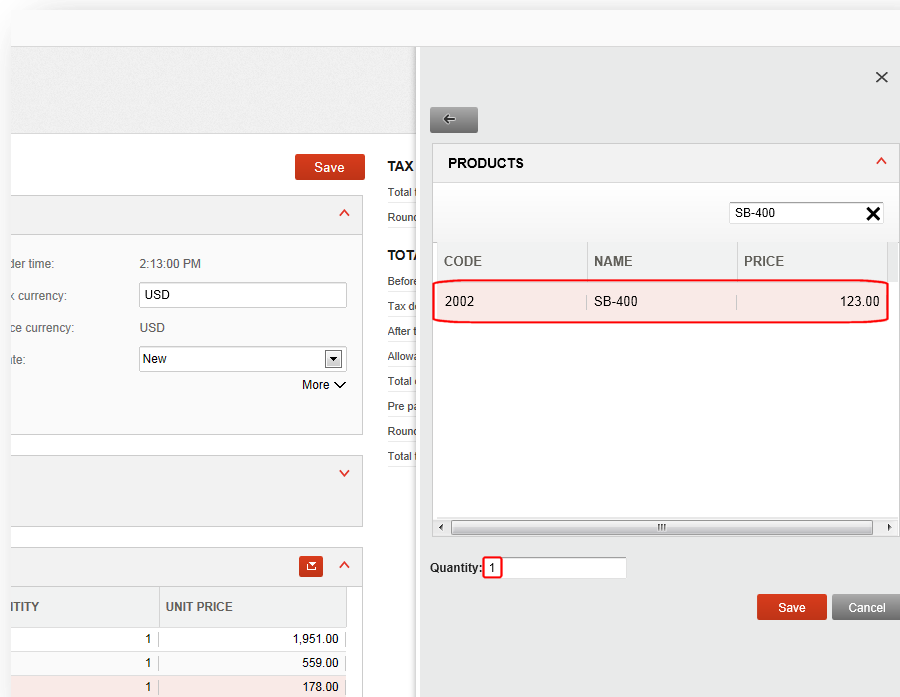 Save
der time:
2:13:00 PM
currency:
USD
ce currency:
USD
ate:
New
More
TITY
UNIT PRICE
1
1,951.00
1
559.00
1
178.00
TAX
Total
Round
TOTA
Before
Tax de
After
Allowa
Total
Pre pa
Round
Total
PRODUCTS
SB-400
CODE
NAME
PRICE
2002
SB-400
123.00
Quantity:
1
Save
Cancel